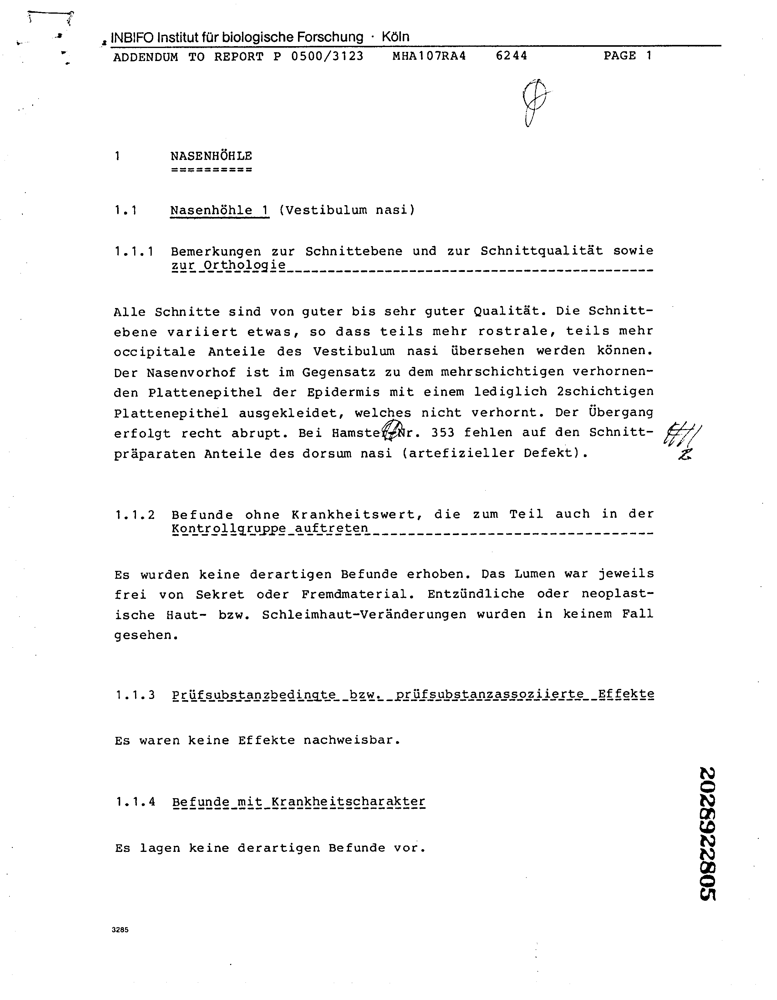 INBIFO Institut für biologische Forschung · Köln
ADDENDUM TO REPORT P 0500/3123 MHA107RA4 6244 PAGE 1
1 NASENHÖHLE
==========
1.1 Nasenhöhle 1 (Vestibulum nasi)
1.1.1 Bemerkungen zur Schnittebene und zur Schnittqualität sowie
zur Orthologie
Alle Schnitte sind von guter bis sehr guter Qualität. Die Schnitt-
ebene variiert etwas, so dass teils mehr rostrale, teils mehr
occipitale Anteile des Vestibulum nasi übersehen werden können.
Der Nasenvorhof ist im Gegensatz zu dem mehrschichtigen verhornen-
den Plattenepithel der Epidermis mit einem lediglich 2schichtigen
Plattenepithel ausgekleidet, welches nicht verhornt. Der Übergang
erfolgt recht abrupt. Bei Hamster Nr. 353 fehlen auf den Schnitt-
präparaten Anteile des dorsum nasi (artefizieller Defekt).
1.1.2 Befunde ohne Krankheitswert, die zum Teil auch in der
Kontrollgruppe auftreten
Es wurden keine derartigen Befunde erhoben. Das Lumen war jeweils
frei von Sekret oder Fremdmaterial. Entzündliche oder neoplast-
ische Haut- bzw. Schleimhaut-Veränderungen wurden in keinem Fall
gesehen.
1.1.3 Prüfsubstanzbedingte bzw. prüfsubstanzassoziierte Effekte
Es waren keine Effekte nachweisbar.
1.1.4 Befunde mit Krankheitscharakter
Es lagen keine derartigen Befunde vor.
2028922805
3285